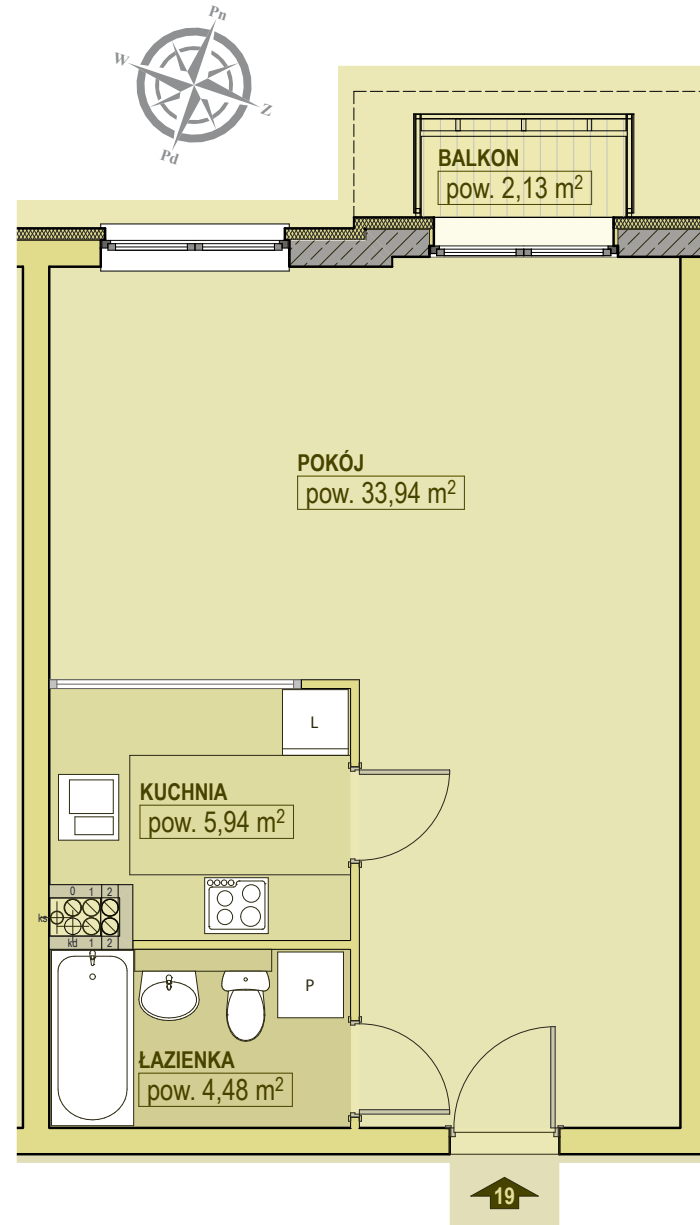 Pn
W
Z
Pd
BALKON
pow. 2,13 m²
POKÓJ
pow. 33,94 m²
L
KUCHNIA
pow. 5,94 m²
0 1 2
ks
kd 1 2
P
ŁAZIENKA
pow. 4,48 m²
19